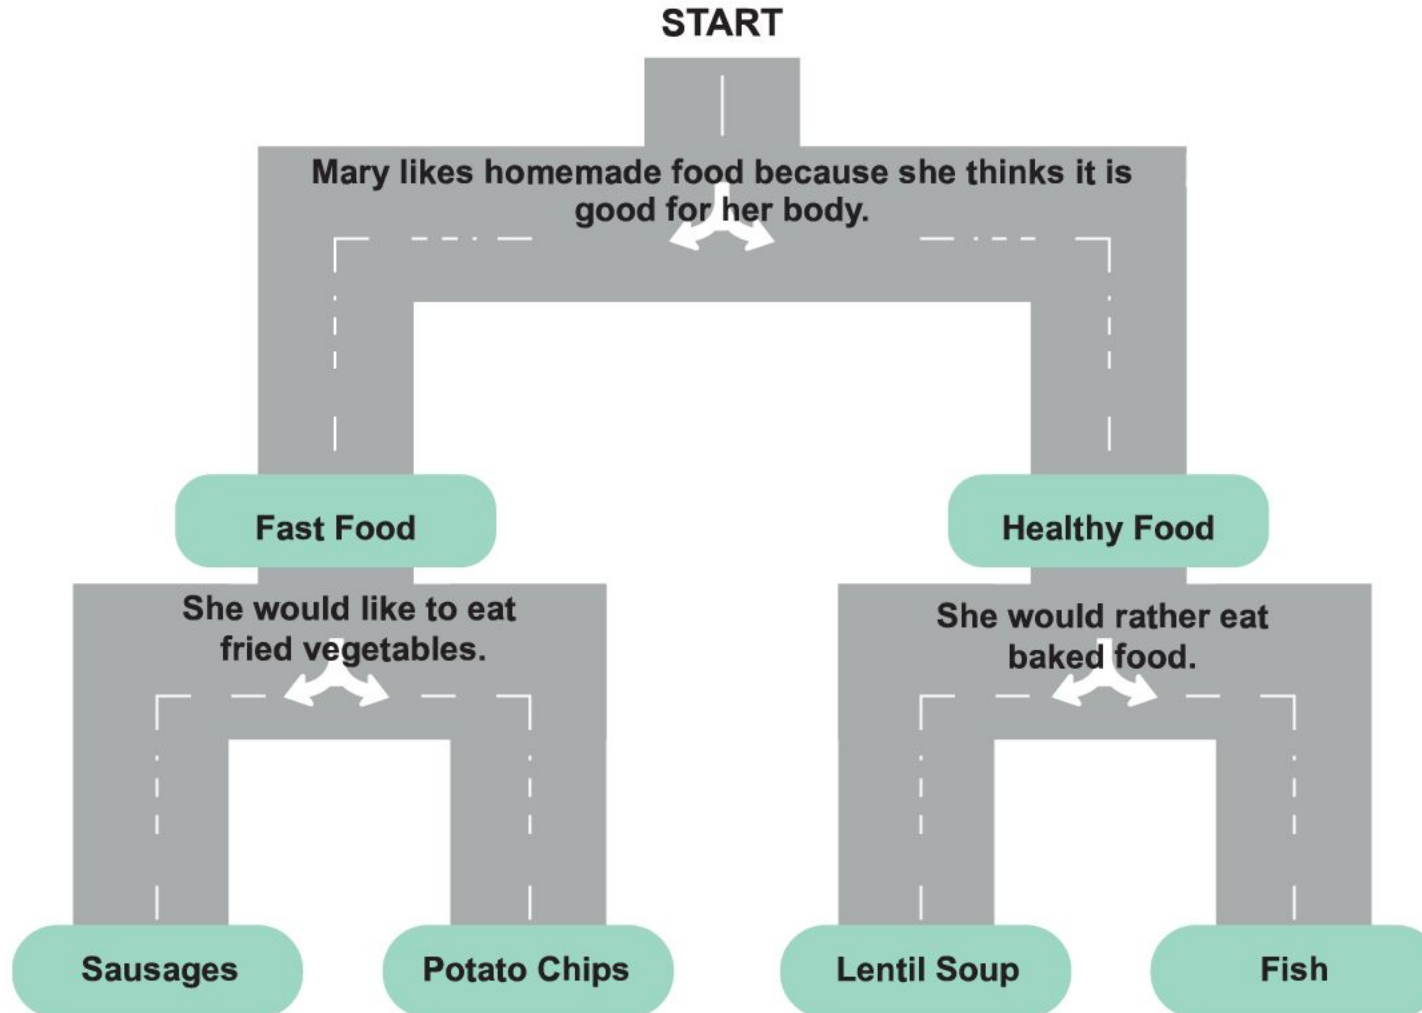 START
Mary likes homemade food because she thinks it is
good for her body.
Fast Food
Healthy Food
She would like to eat
fried vegetables.
She would rather eat
baked food.
Sausages
Potato Chips
Lentil Soup
Fish